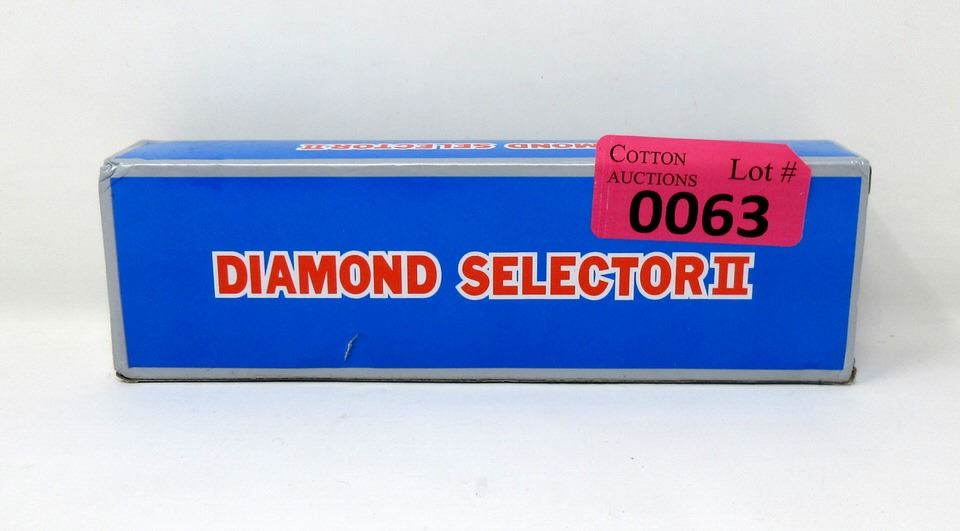 MOND SELECTOR II
COTTON
AUCTIONS
Lot #
0063
DIAMOND SELECTOR II